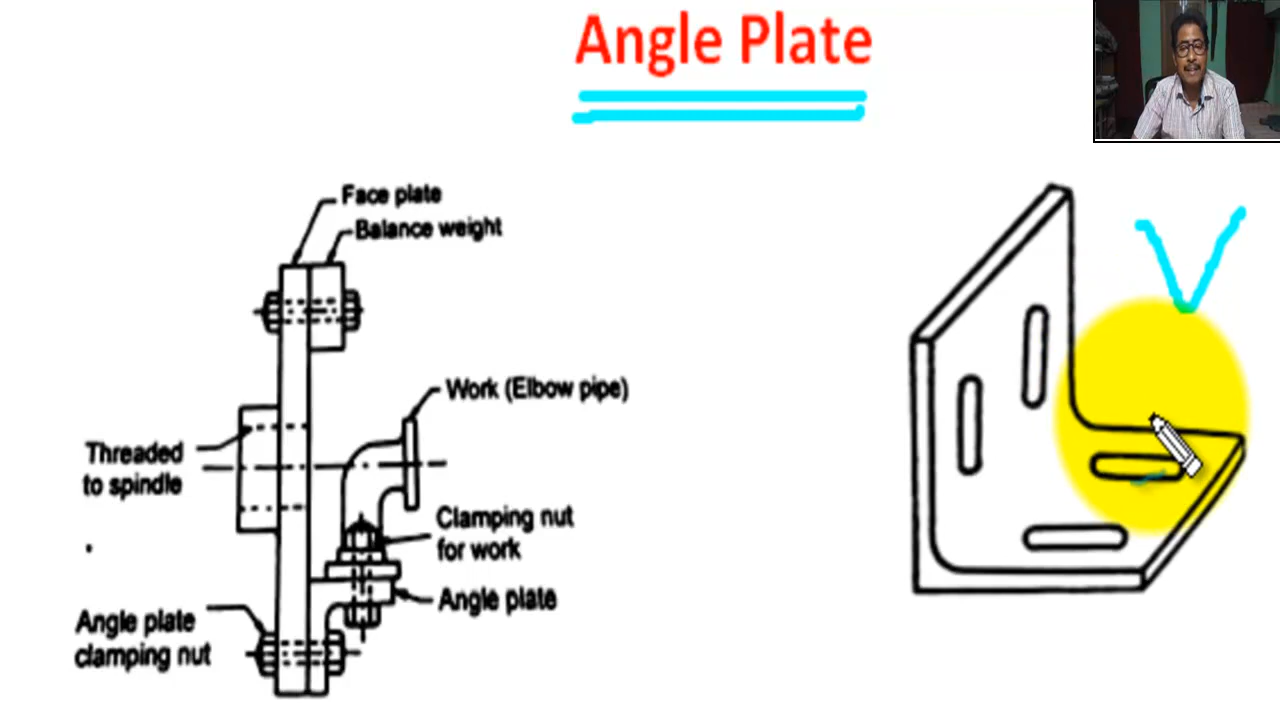 Angle Plate
Face plate
Balance weight
Work (Elbow pipe)
Threaded
to spindle
Clamping nut
for work
Angle plate
Angle plate
clamping nut